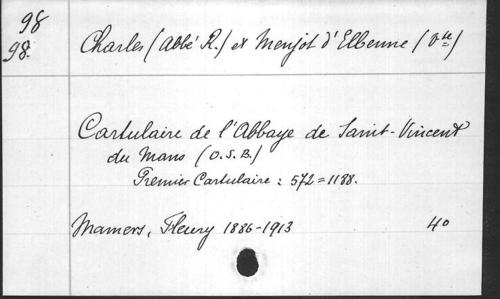 98
98.
Charles (Abbé R.) et Menjot d'Elbenne (Vte)
Cartulaire de l'Abbaye de Saint-Vincent
du Mans (O.S.B.)
Premier Cartulaire : 572=1188.
Mamers, Fleury 1886-1913 4o